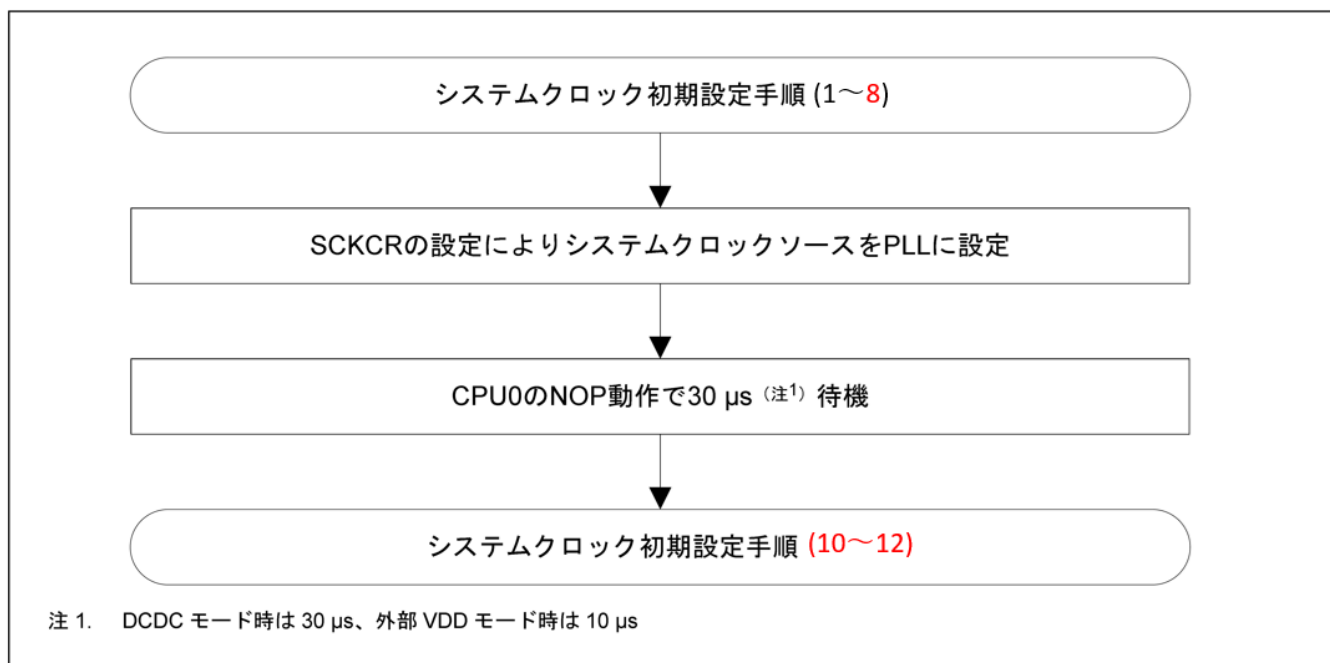 システムクロック初期設定手順 (1～8)
SCKCRの設定によりシステムクロックソースをPLLに設定
CPU0のNOP動作で30 µs（注1）待機
システムクロック初期設定手順 (10～12)
注 1. DCDC モード時は 30 µs、外部 VDD モード時は 10 µs